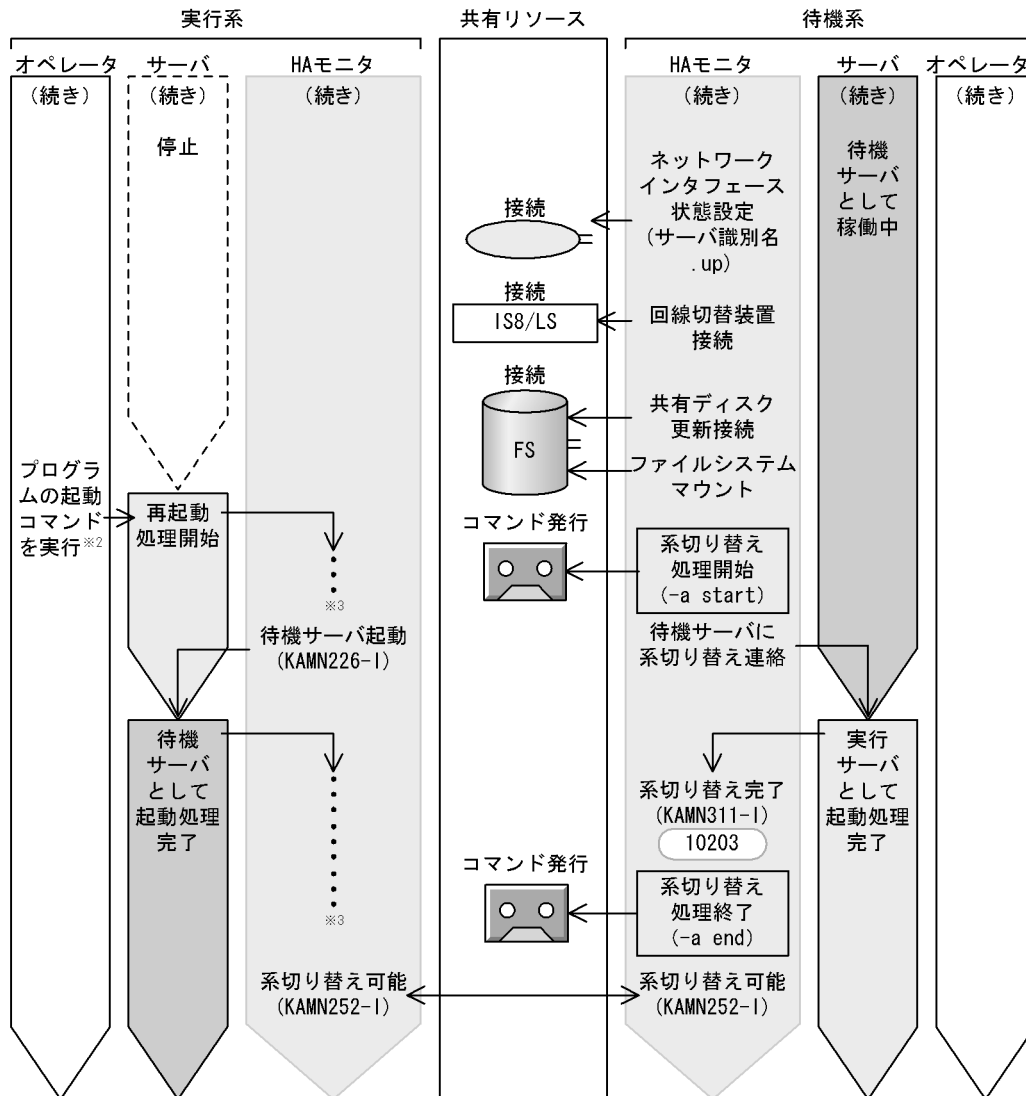 実行系
共有リソース
待機系
オペレータ
(続き)
サーバ
(続き)
HAモニタ
(続き)
HAモニタ
(続き)
サーバ
(続き)
オペレータ
(続き)
停止
ネットワーク
インタフェース
状態設定
(サーバ識別名
.up)
待機
サーバ
として
稼働中
接続
接続
IS8/LS
回線切替装置
接続
接続
FS
共有ディスク
更新接続
ファイルシステム
マウント
プログラ
ムの起動
コマンド
を実行※2
再起動
処理開始
※3
コマンド発行
系切り替え
処理開始
(-a start)
待機サーバ起動
(KAMN226-I)
待機サーバに
系切り替え連絡
待機
サーバ
として
起動処理
完了
※3
実行
サーバ
として
起動処理
完了
系切り替え完了
(KAMN311-I)
10203
コマンド発行
系切り替え
処理終了
(-a end)
系切り替え可能
(KAMN252-I)
系切り替え可能
(KAMN252-I)